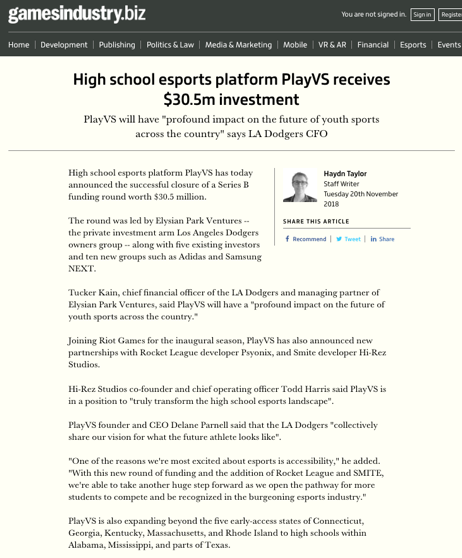 gamesindustry.biz
You are not signed in. Sign in Registe
Home Development Publishing Politics & Law Media & Marketing Mobile VR & AR Financial Esports Events
High school esports platform PlayVS receives
$30.5m investment
PlayVS will have "profound impact on the future of youth sports
across the country" says LA Dodgers CFO
High school esports platform PlayVS has today
announced the successful closure of a Series B
funding round worth $30.5 million.
The round was led by Elysian Park Ventures --
the private investment arm Los Angeles Dodgers
owners group -- along with five existing investors
and ten new groups such as Adidas and Samsung
NEXT.
Haydn Taylor
Staff Writer
Tuesday 20th November
2018
SHARE THIS ARTICLE
Recommend Tweet Share
Tucker Kain, chief financial officer of the LA Dodgers and managing partner of
Elysian Park Ventures, said PlayVS will have a "profound impact on the future of
youth sports across the country."
Joining Riot Games for the inaugural season, PlayVS has also announced new
partnerships with Rocket League developer Psyonix, and Smite developer Hi-Rez
Studios.
Hi-Rez Studios co-founder and chief operating officer Todd Harris said PlayVS is
in a position to "truly transform the high school esports landscape".
PlayVS founder and CEO Delane Parnell said that the LA Dodgers "collectively
share our vision for what the future athlete looks like".
"One of the reasons we're most excited about esports is accessibility," he added.
"With this new round of funding and the addition of Rocket League and SMITE,
we're able to take another huge step forward as we open the pathway for more
students to compete and be recognized in the burgeoning esports industry."
PlayVS is also expanding beyond the five early-access states of Connecticut,
Georgia, Kentucky, Massachusetts, and Rhode Island to high schools within
Alabama, Mississippi, and parts of Texas.